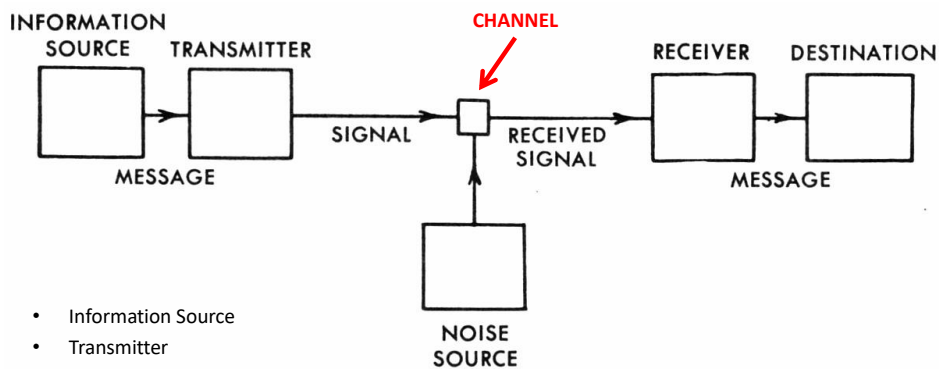 CHANNEL
INFORMATION
SOURCE
TRANSMITTER
RECEIVER
DESTINATION
SIGNAL
RECEIVED
SIGNAL
MESSAGE
MESSAGE
NOISE
SOURCE
• Information Source
• Transmitter